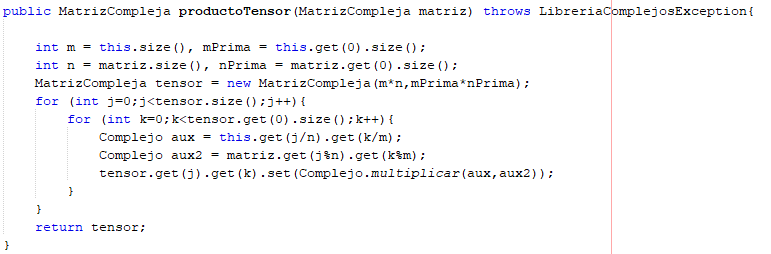 public MatrizCompleja productoTensor(MatrizCompleja matriz) throws LibreriaComplejosException{
int m = this.size(), mPrima = this.get(0).size();
int n = matriz.size(), nPrima = matriz.get(0).size();
MatrizCompleja tensor = new MatrizCompleja(m*n,mPrima*nPrima);
for (int j=0;j<tensor.size();j++){
for (int k=0;k<tensor.get(0).size();k++){
Complejo aux = this.get(j/n).get(k/m);
Complejo aux2 = matriz.get(j%n).get(k%m);
tensor.get(j).get(k).set(Complejo.multiplicar(aux,aux2));
}
}
return tensor;
}